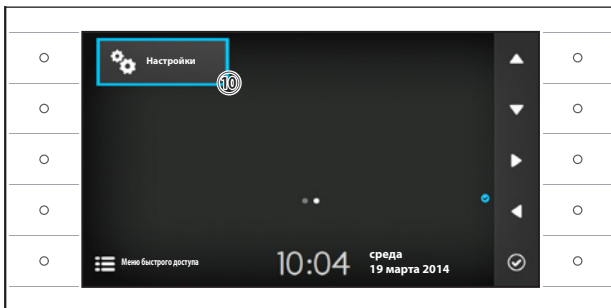 Настройки
10
Меню быстрого доступа
10:04
среда
19 марта 2014